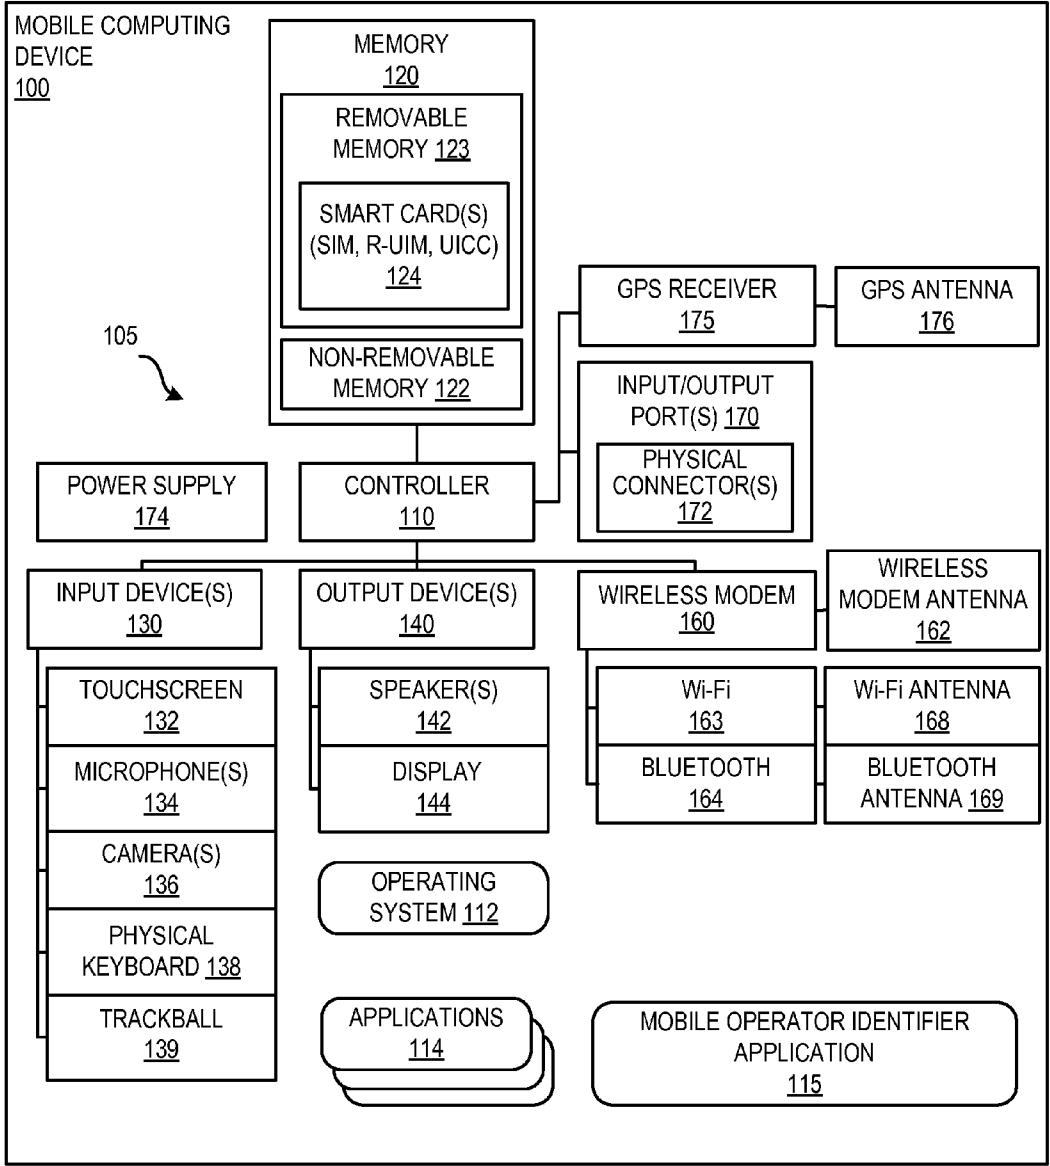 MOBILE COMPUTING
DEVICE
100
MEMORY
120
REMOVABLE
MEMORY 123
SMART CARD(S)
(SIM, R-UIM, UICC)
124
NON-REMOVABLE
MEMORY 122
105
GPS RECEIVER
175
GPS ANTENNA
176
INPUT/OUTPUT
PORT(S) 170
PHYSICAL
CONNECTOR(S)
172
POWER SUPPLY
174
CONTROLLER
110
INPUT DEVICE(S)
130
OUTPUT DEVICE(S)
140
WIRELESS MODEM
160
WIRELESS
MODEM ANTENNA
162
TOUCHSCREEN
132
MICROPHONE(S)
134
CAMERA(S)
136
PHYSICAL
KEYBOARD 138
TRACKBALL
139
SPEAKER(S)
142
DISPLAY
144
Wi-Fi
163
Wi-Fi ANTENNA
168
BLUETOOTH
164
BLUETOOTH
ANTENNA 169
OPERATING
SYSTEM 112
APPLICATIONS
114
MOBILE OPERATOR IDENTIFIER
APPLICATION
115